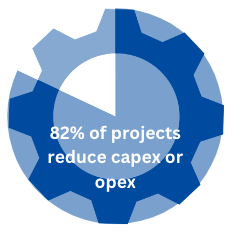 82% of projects
reduce capex or
opex